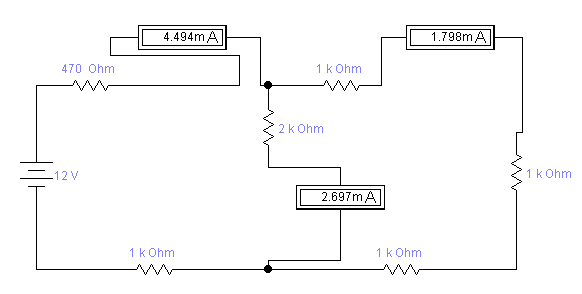 4.494mA
1.798mA
470 Ohm
1 k Ohm
2 k Ohm
12 V
1 k Ohm
2.697mA
1 k Ohm
1 k Ohm